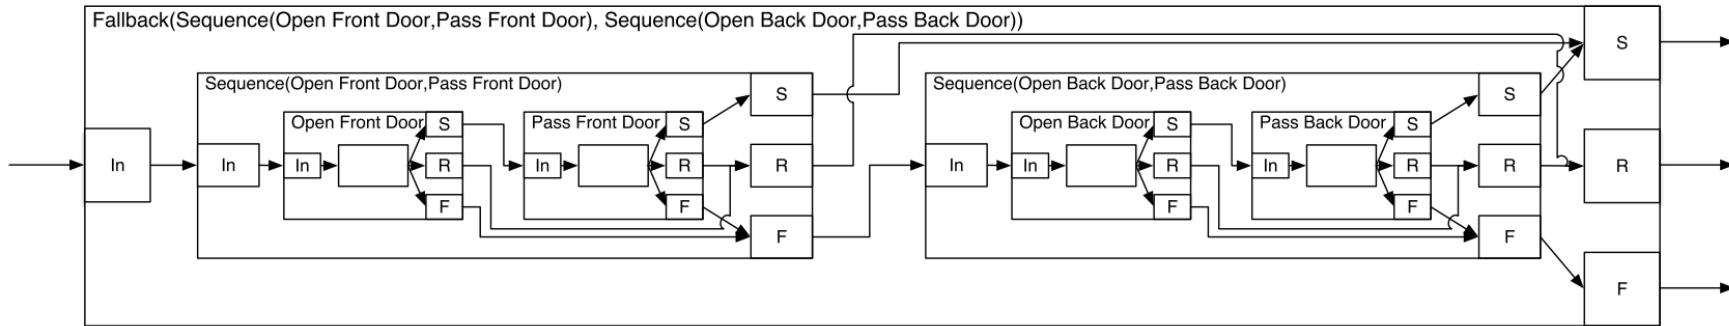 Fallback(Sequence(Open Front Door,Pass Front Door), Sequence(Open Back Door,Pass Back Door))
In
Sequence(Open Front Door,Pass Front Door)
In
Open Front Door
In
S
R
F
Pass Front Door
In
S
R
F
S
R
F
Sequence(Open Back Door,Pass Back Door)
In
Open Back Door
In
S
R
F
Pass Back Door
In
S
R
F
S
R
F
S
R
F